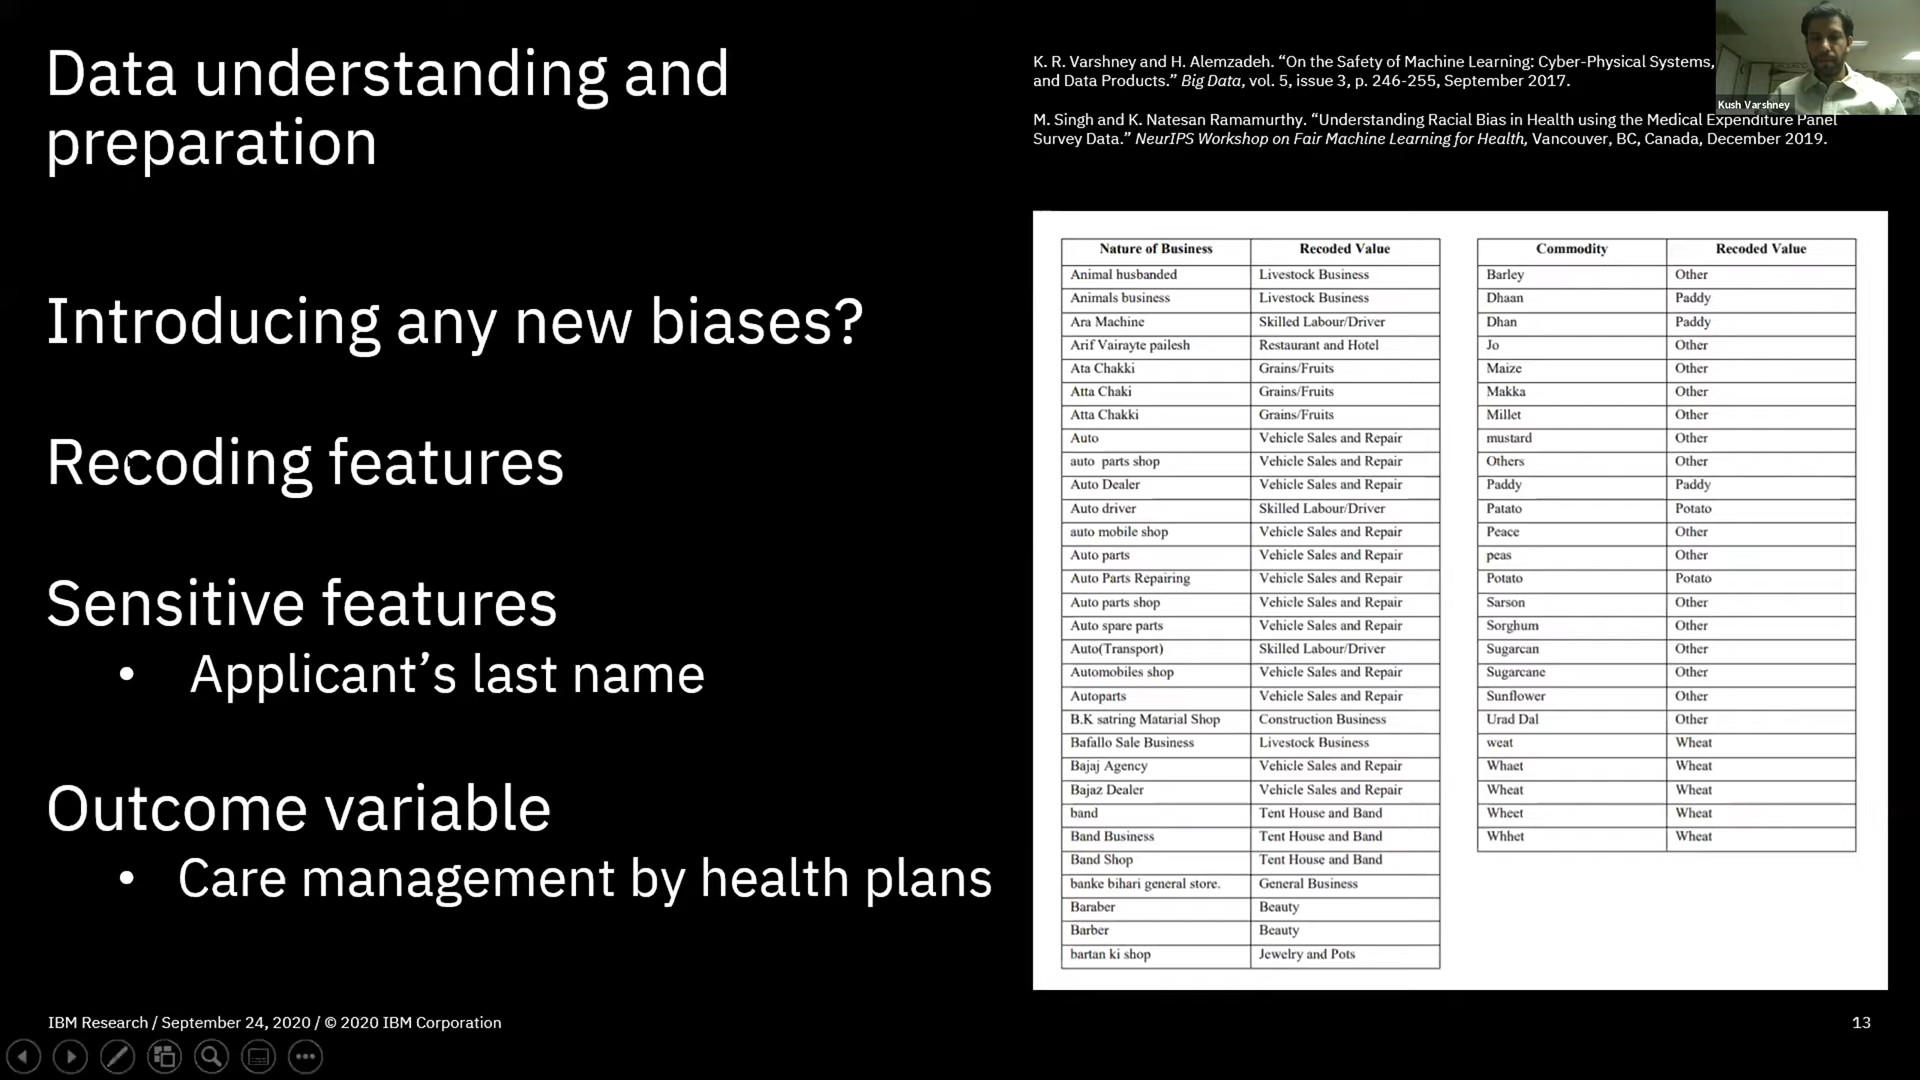 Data understanding and
preparation
Introducing any new biases?
Recoding features
Sensitive features
• Applicant’s last name
Outcome variable
• Care management by health plans
K. R. Varshney and H. Alemzadeh. “On the Safety of Machine Learning: Cyber-Physical Systems,
and Data Products.” Big Data, vol. 5, issue 3, p. 246-255, September 2017.
M. Singh and K. Natesan Ramamurthy. “Understanding Racial Bias in Health using the Medical Expenditure Panel
Survey Data.” NeurIPS Workshop on Fair Machine Learning for Health, Vancouver, BC, Canada, December 2019.
Kush Varshney
Nature of Business Recoded Value
Animal husbanded Livestock Business
Animals business Livestock Business
Ara Machine Skilled Labour/Driver
Arif Vairayte pailesh Restaurant and Hotel
Ata Chakki Grains/Fruits
Atta Chaki Grains/Fruits
Atta Chakki Grains/Fruits
Auto Vehicle Sales and Repair
auto parts shop Vehicle Sales and Repair
Auto Dealer Vehicle Sales and Repair
Auto driver Skilled Labour/Driver
auto mobile shop Vehicle Sales and Repair
Auto parts Vehicle Sales and Repair
Auto Parts Repairing Vehicle Sales and Repair
Auto parts shop Vehicle Sales and Repair
Auto spare parts Vehicle Sales and Repair
Auto(Transport) Skilled Labour/Driver
Automobiles shop Vehicle Sales and Repair
Autoparts Vehicle Sales and Repair
B.K satring Matarial Shop Construction Business
Bafallo Sale Business Livestock Business
Bajaj Agency Vehicle Sales and Repair
Bajaz Dealer Vehicle Sales and Repair
band Tent House and Band
Band Business Tent House and Band
Band Shop Tent House and Band
banke bihari general store. General Business
Baraber Beauty
Barber Beauty
bartan ki shop Jewelry and Pots
Commodity Recoded Value
Barley Other
Dhaan Paddy
Dhan Paddy
Jo Other
Maize Other
Makka Other
Millet Other
mustard Other
Others Other
Paddy Paddy
Patato Potato
Peace Other
peas Other
Potato Potato
Sarson Other
Sorghum Other
Sugarcan Other
Sugarcane Other
Sunflower Other
Urad Dal Other
weat Wheat
Whaet Wheat
Wheat Wheat
Wheet Wheat
Whhet Wheat
IBM Research / September 24, 2020 / © 2020 IBM Corporation
13